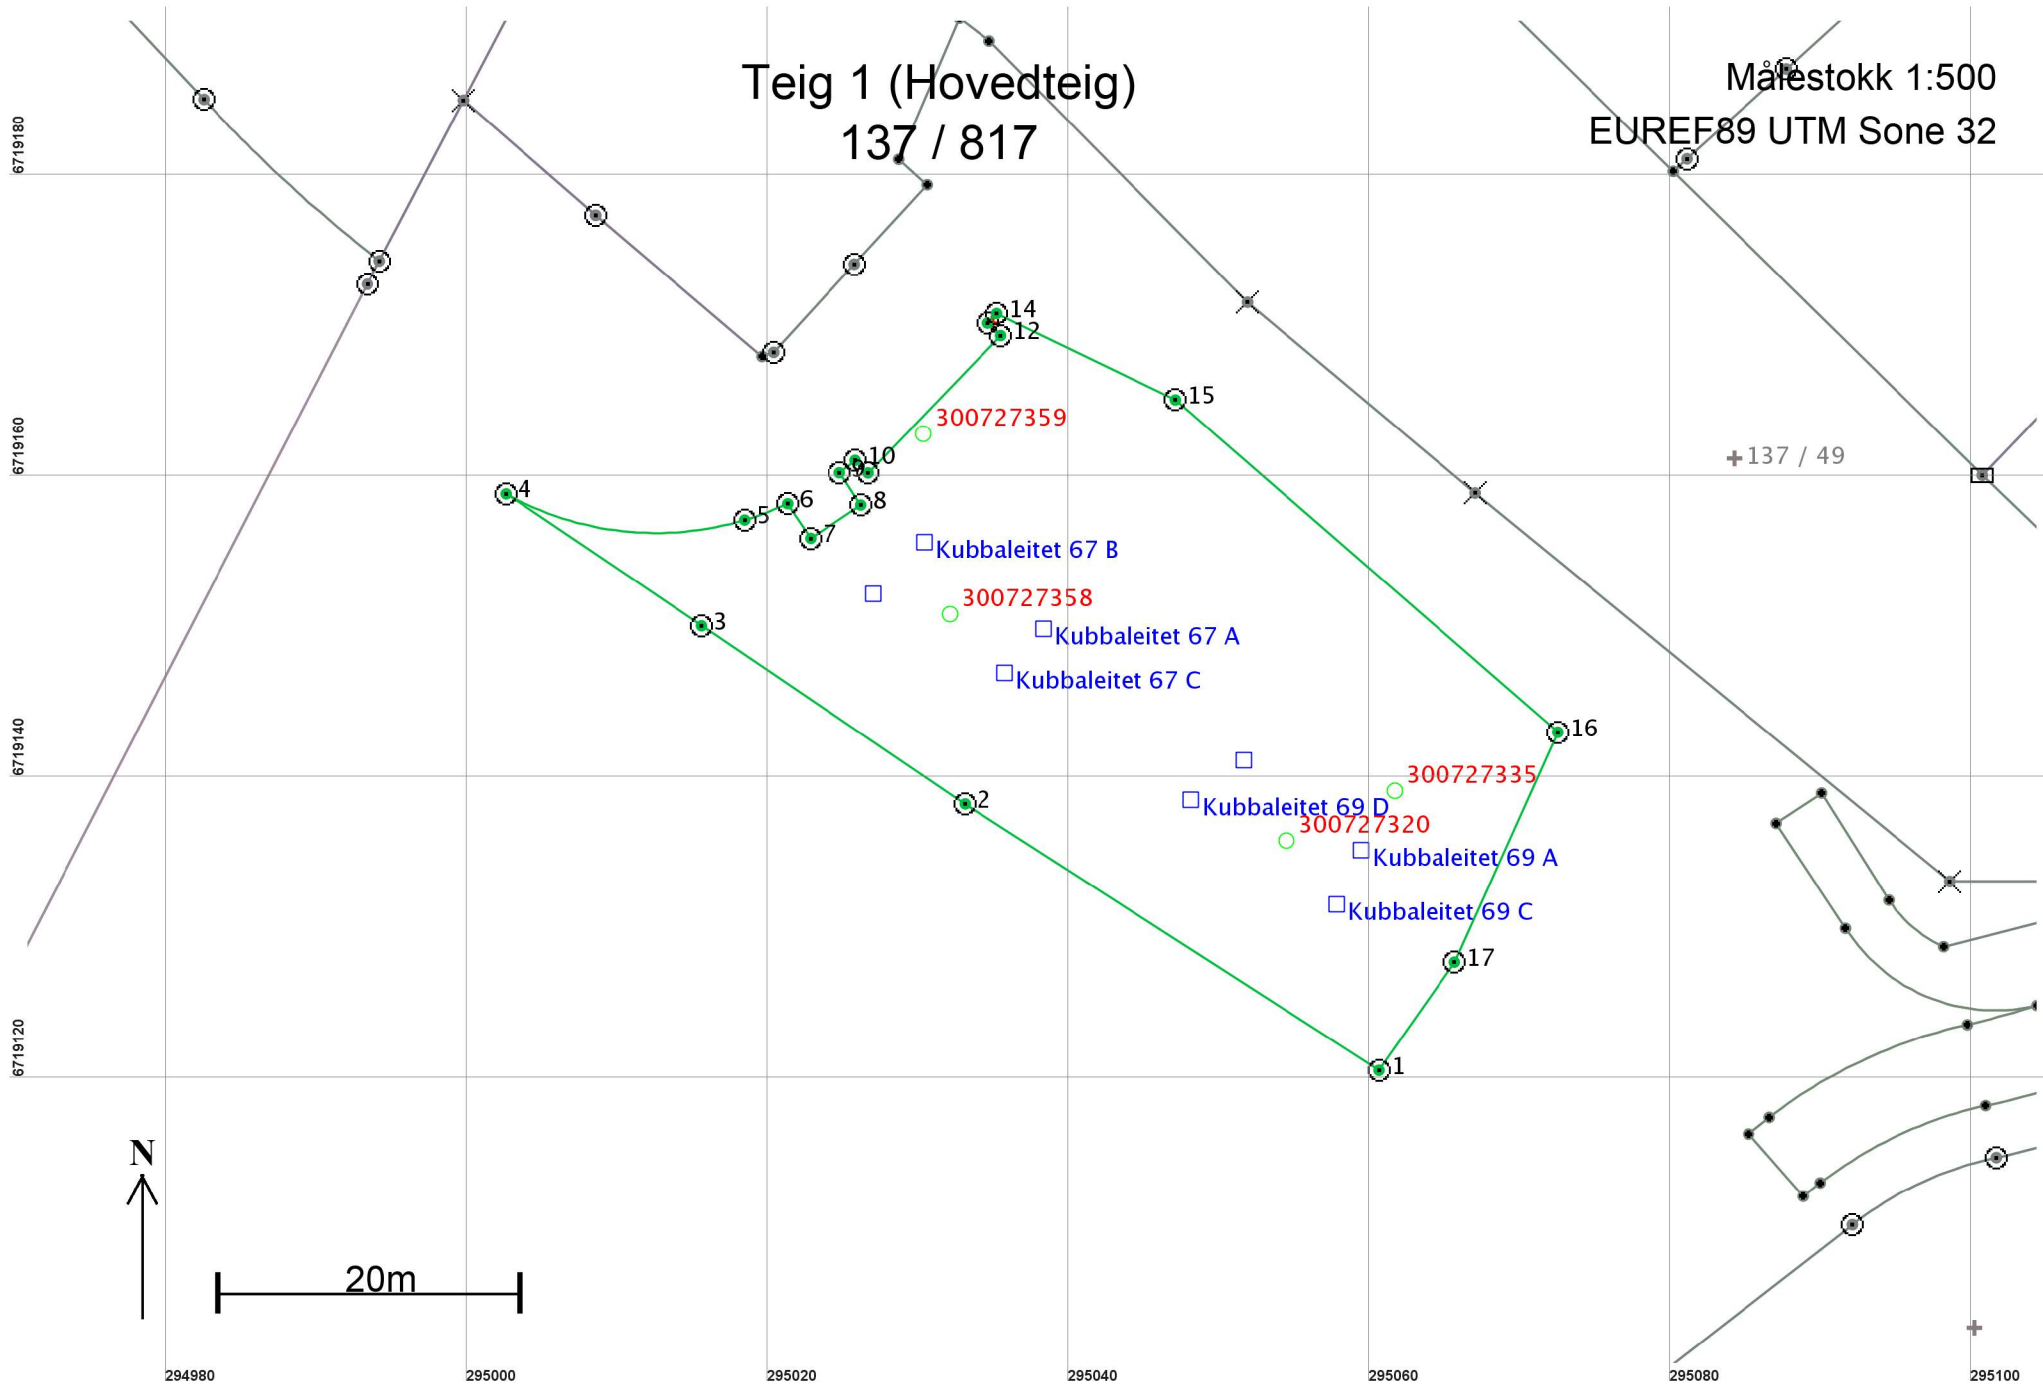 Teig 1 (Hovedteig)
137 / 817
Målestokk 1:500
EUREF89 UTM Sone 32
6719180
6719160
6719140
6719120
14
12
15
300727359
10
9
4
6
5
8
7
137 / 49
Kubbaleitet 67 B
300727358
3
Kubbaleitet 67 A
Kubbaleitet 67 C
16
300727335
2
Kubbaleitet 69 D
300727320
Kubbaleitet 69 A
Kubbaleitet 69 C
17
1
N
20m
294980
295000
295020
295040
295060
295080
295100